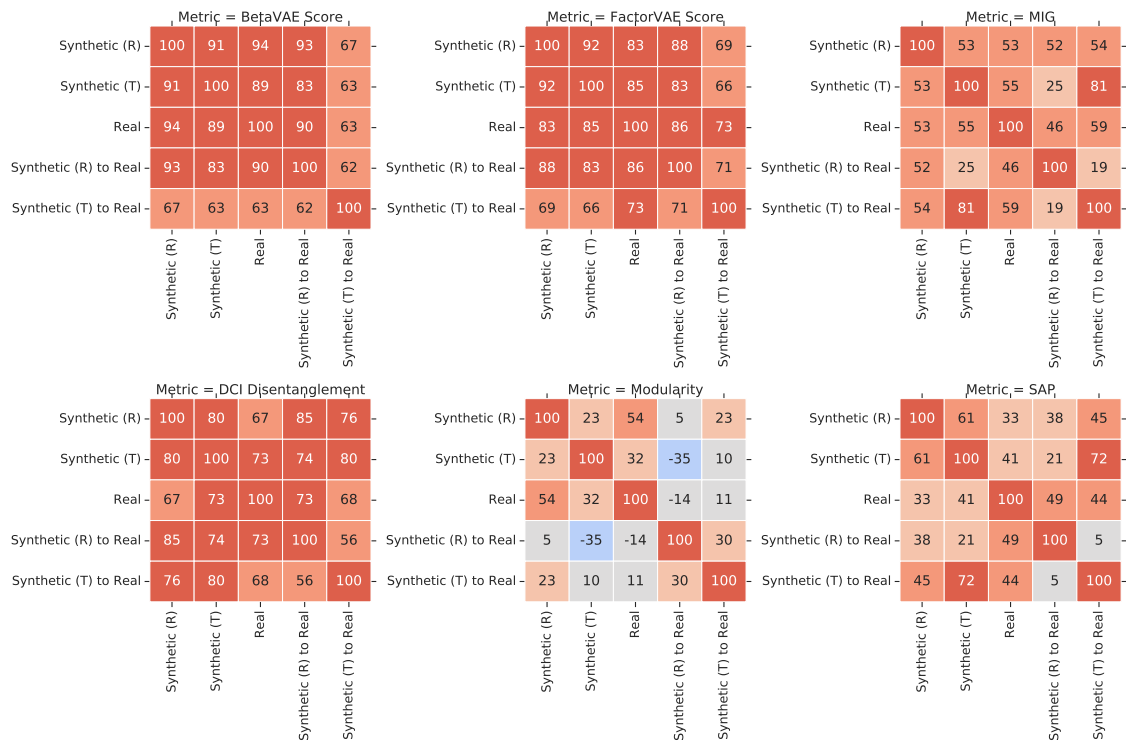 Metric = BetaVAE Score
Synthetic (R) 100 91 94 93 67
Synthetic (T) 91 100 89 83 63
Real 94 89 100 90 63
Synthetic (R) to Real 93 83 90 100 62
Synthetic (T) to Real 67 63 63 62 100
Synthetic (R)
Synthetic (T)
Real
Synthetic (R) to Real
Synthetic (T) to Real
Metric = FactorVAE Score
Synthetic (R) 100 92 83 88 69
Synthetic (T) 92 100 85 83 66
Real 83 85 100 86 73
Synthetic (R) to Real 88 83 86 100 71
Synthetic (T) to Real 69 66 73 71 100
Synthetic (R)
Synthetic (T)
Real
Synthetic (R) to Real
Synthetic (T) to Real
Metric = MIG
Synthetic (R) 100 53 53 52 54
Synthetic (T) 53 100 55 25 81
Real 53 55 100 46 59
Synthetic (R) to Real 52 25 46 100 19
Synthetic (T) to Real 54 81 59 19 100
Synthetic (R)
Synthetic (T)
Real
Synthetic (R) to Real
Synthetic (T) to Real
Metric = DCI Disentanglement
Synthetic (R) 100 80 67 85 76
Synthetic (T) 80 100 73 74 80
Real 67 73 100 73 68
Synthetic (R) to Real 85 74 73 100 56
Synthetic (T) to Real 76 80 68 56 100
Synthetic (R)
Synthetic (T)
Real
Synthetic (R) to Real
Synthetic (T) to Real
Metric = Modularity
Synthetic (R) 100 23 54 5 23
Synthetic (T) 23 100 32 -35 10
Real 54 32 100 -14 11
Synthetic (R) to Real 5 -35 -14 100 30
Synthetic (T) to Real 23 10 11 30 100
Synthetic (R)
Synthetic (T)
Real
Synthetic (R) to Real
Synthetic (T) to Real
Metric = SAP
Synthetic (R) 100 61 33 38 45
Synthetic (T) 61 100 41 21 72
Real 33 41 100 49 44
Synthetic (R) to Real 38 21 49 100 5
Synthetic (T) to Real 45 72 44 5 100
Synthetic (R)
Synthetic (T)
Real
Synthetic (R) to Real
Synthetic (T) to Real